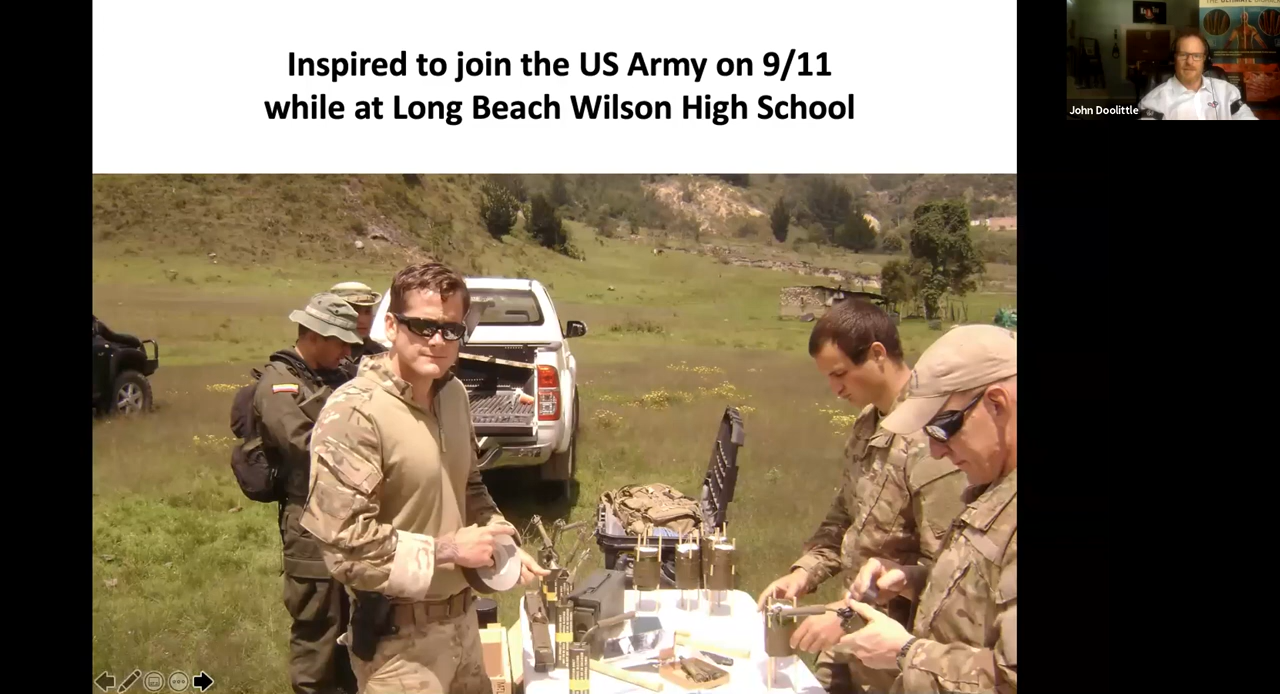 Inspired to join the US Army on 9/11
while at Long Beach Wilson High School
John Doolittle